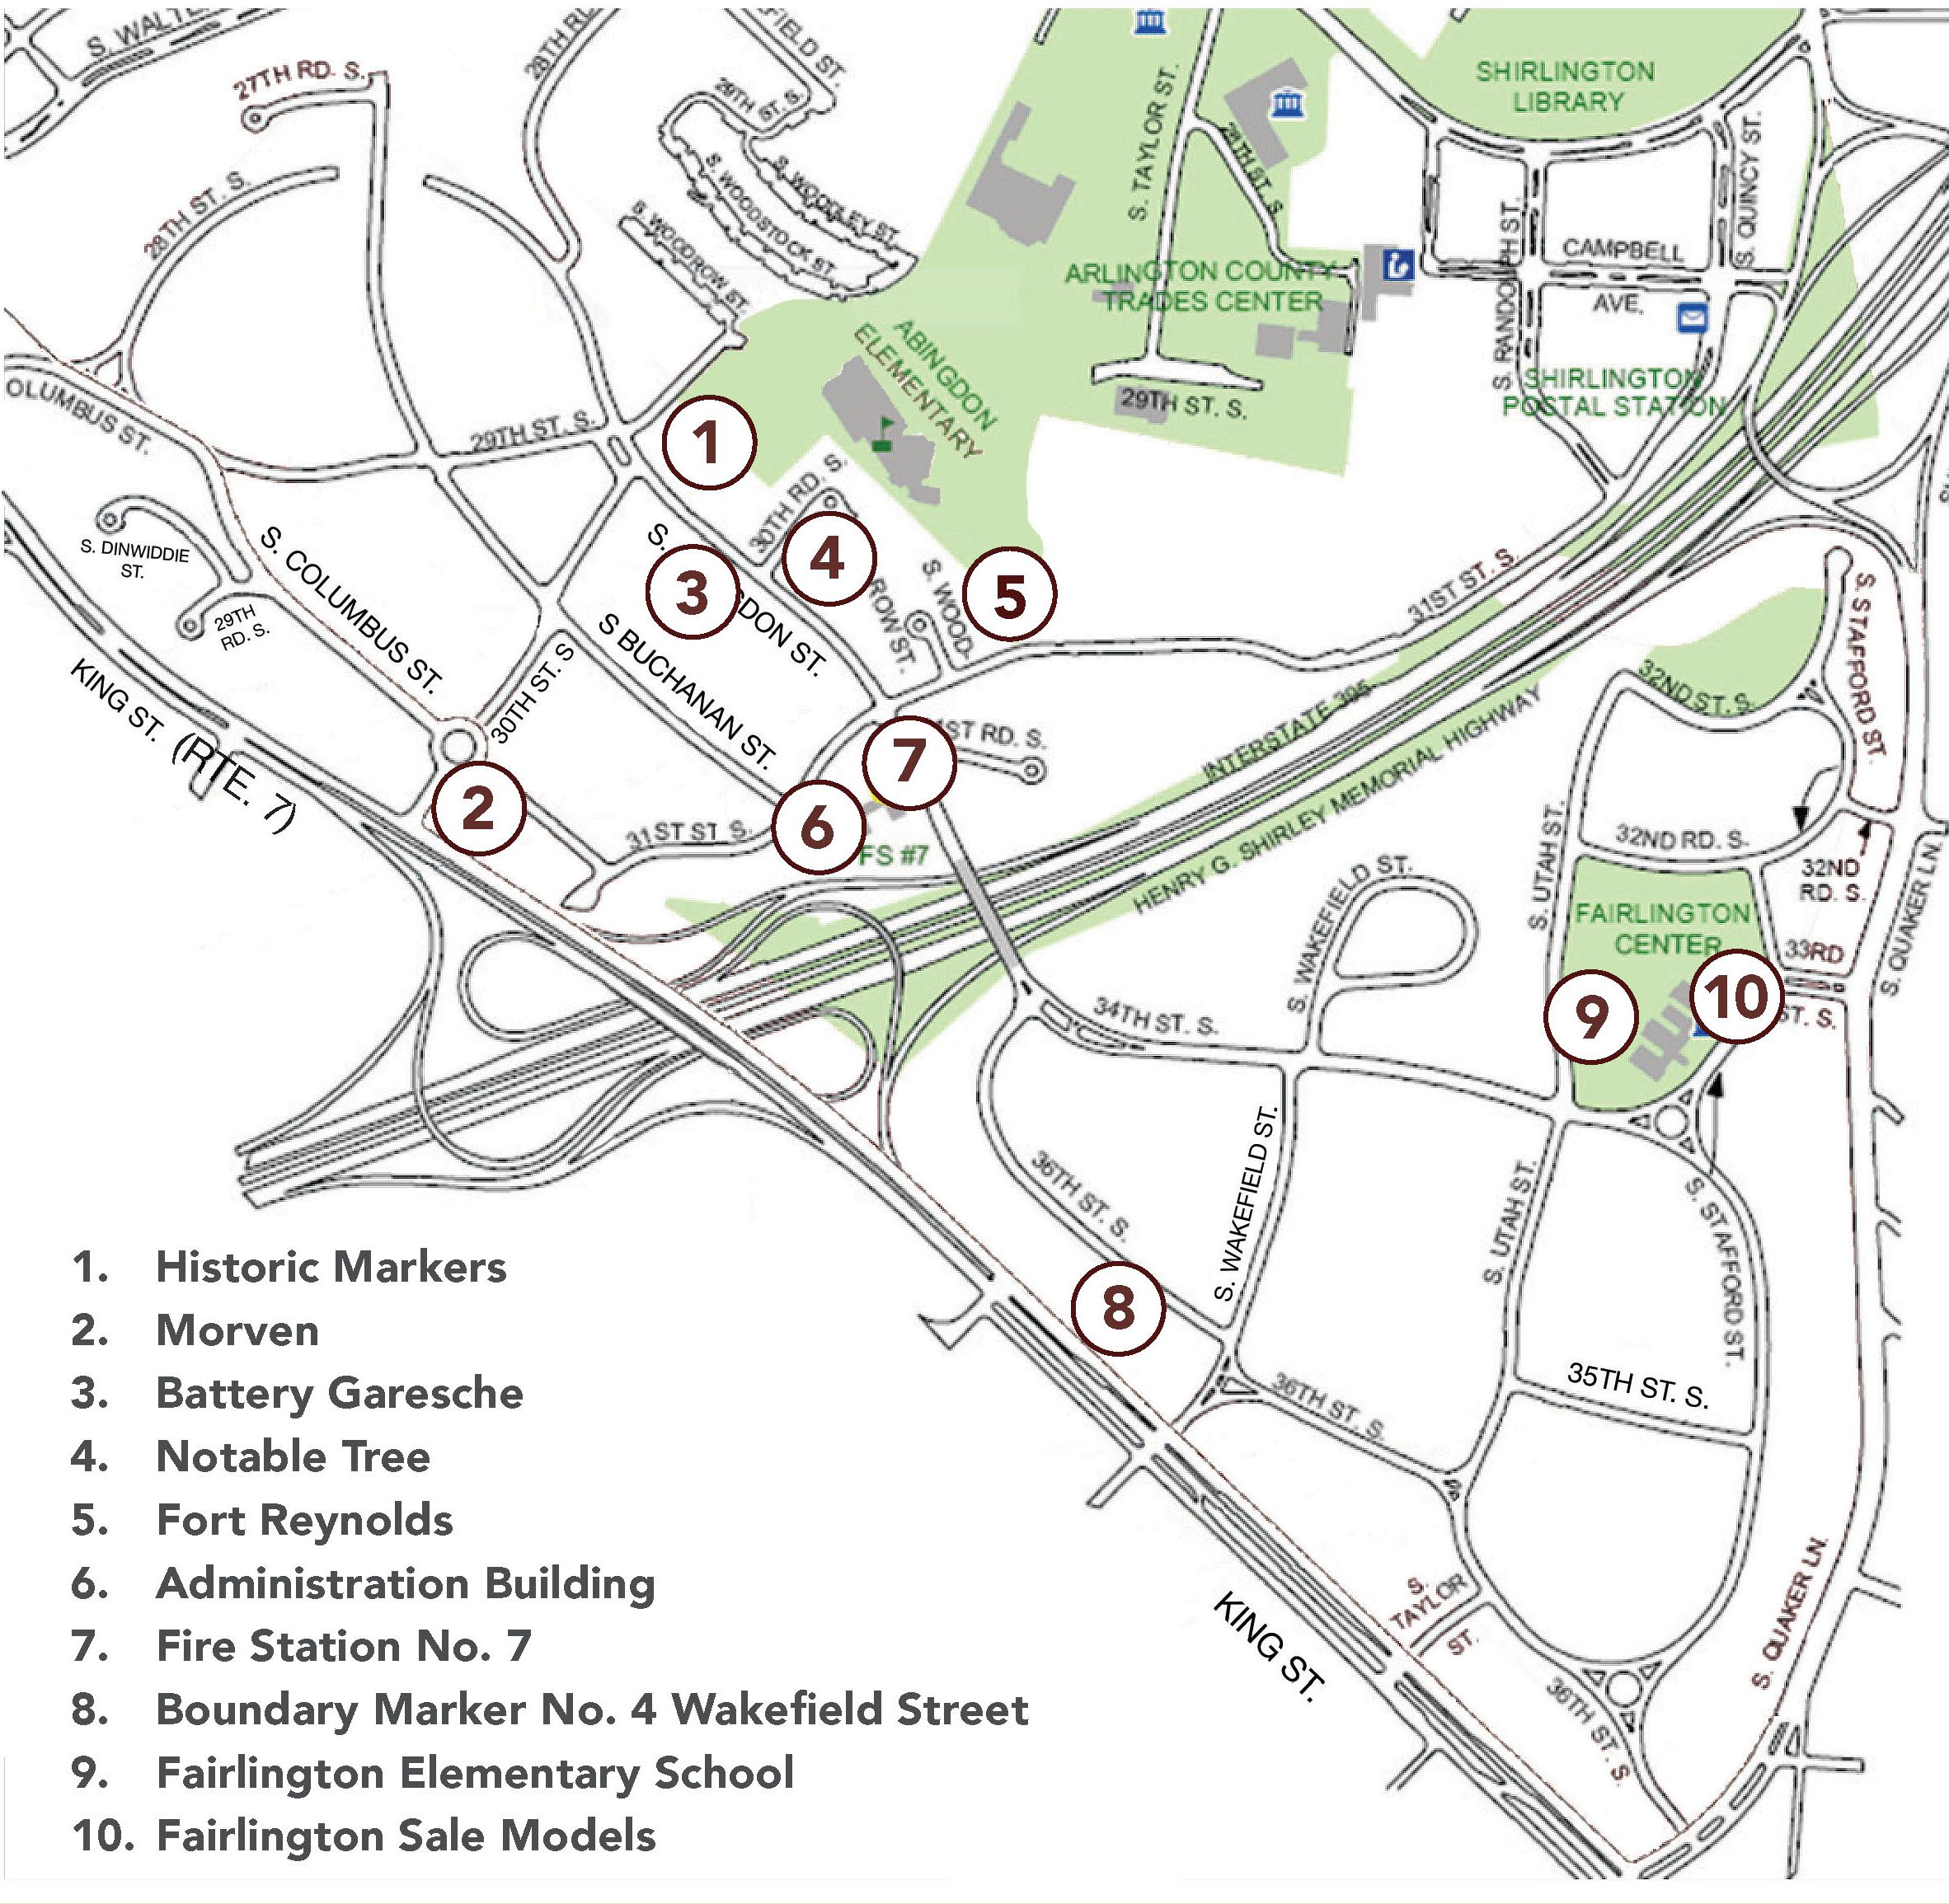 S. WALTE
27TH RD. S.
28TH RD.
FIELD ST.
29TH ST. S.
S. WOODLEY ST.
S. WOODSTOCK ST.
S. WOODROW ST.
28TH ST. S.
S. TAYLOR ST.
28TH ST. S.
SHIRLINGTON
LIBRARY
S. QUINCY ST.
S. RANDOLPH ST.
CAMPBELL
AVE.
ARLINGTON COUNTY
TRADES CENTER
SHIRLINGTON
POSTAL STATION
29TH ST. S.
ABINGDON
ELEMENTARY
OLUMBUS ST.
29TH ST. S.
1
30TH RD. S.
4
3
5
S. DINWIDDIE
ST.
29TH
RD. S.
S. COLUMBUS ST.
S.
DON ST.
ROW ST.
S. WOOD-
31ST ST. S.
S. STAFFORD ST.
KING ST. (RTE. 7)
30TH ST. S
S BUCHANAN ST.
1ST RD. S.
7
2
6
31ST ST. S.
FS #7
INTERSTATE 395
HENRY G. SHIRLEY MEMORIAL HIGHWAY
32ND ST. S.
32ND RD. S.
32ND
RD. S.
S. UTAH ST.
S. WAKEFIELD ST.
FAIRLINGTON
CENTER
33RD
ST. S.
S. QUAKER LN.
9
10
34TH ST. S.
36TH ST. S.
S. WAKEFIELD ST.
S. UTAH ST.
S. STAFFORD ST.
8
36TH ST. S.
35TH ST. S.
KING ST.
S.
TAYLOR
ST.
36TH ST. S.
S. QUAKER LN.
1. Historic Markers
2. Morven
3. Battery Garesche
4. Notable Tree
5. Fort Reynolds
6. Administration Building
7. Fire Station No. 7
8. Boundary Marker No. 4 Wakefield Street
9. Fairlington Elementary School
10. Fairlington Sale Models